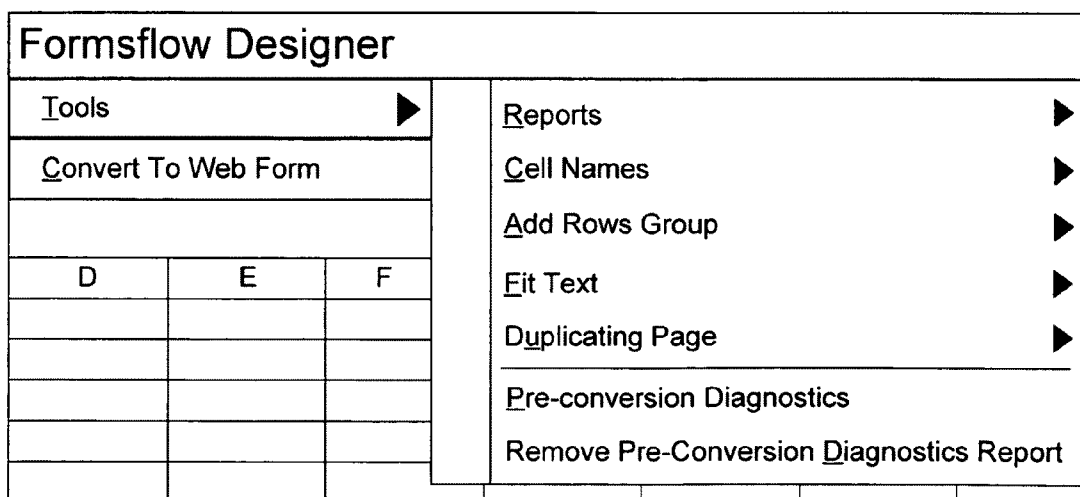 Formsflow Designer
Tools
Convert To Web Form
D E F
Reports
Cell Names
Add Rows Group
Fit Text
Duplicating Page
Pre-conversion Diagnostics
Remove Pre-Conversion Diagnostics Report